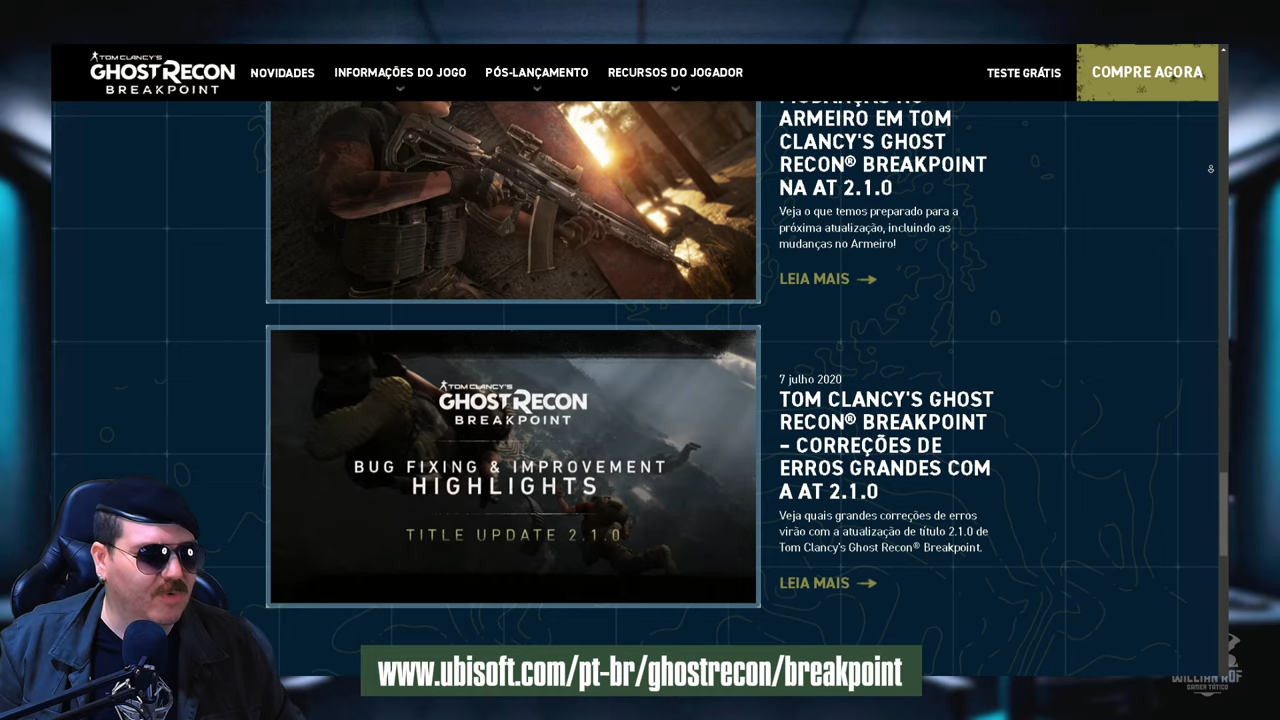 TOM CLANCY'S
GHOST RECON
BREAKPOINT
NOVIDADES
INFORMAÇÕES DO JOGO
PÓS-LANÇAMENTO
RECURSOS DO JOGADOR
TESTE GRÁTIS
COMPRE AGORA
MUDANÇAS NO
ARMEIRO EM TOM
CLANCY'S GHOST
RECON® BREAKPOINT
NA AT 2.1.0
Veja o que temos preparado para a
próxima atualização, incluindo as
mudanças no Armeiro!
LEIA MAIS
TOM CLANCY'S
GHOST RECON
BREAKPOINT
BUG FIXING & IMPROVEMENT
HIGHLIGHTS
TITLE UPDATE 2.1.0
7 julho 2020
TOM CLANCY'S GHOST
RECON® BREAKPOINT
– CORREÇÕES DE
ERROS GRANDES COM
A AT 2.1.0
Veja quais grandes correções de erros
virão com a atualização de título 2.1.0 de
Tom Clancy's Ghost Recon® Breakpoint.
LEIA MAIS
www.ubisoft.com/pt-br/ghostrecon/breakpoint
GAMER TÁTICO